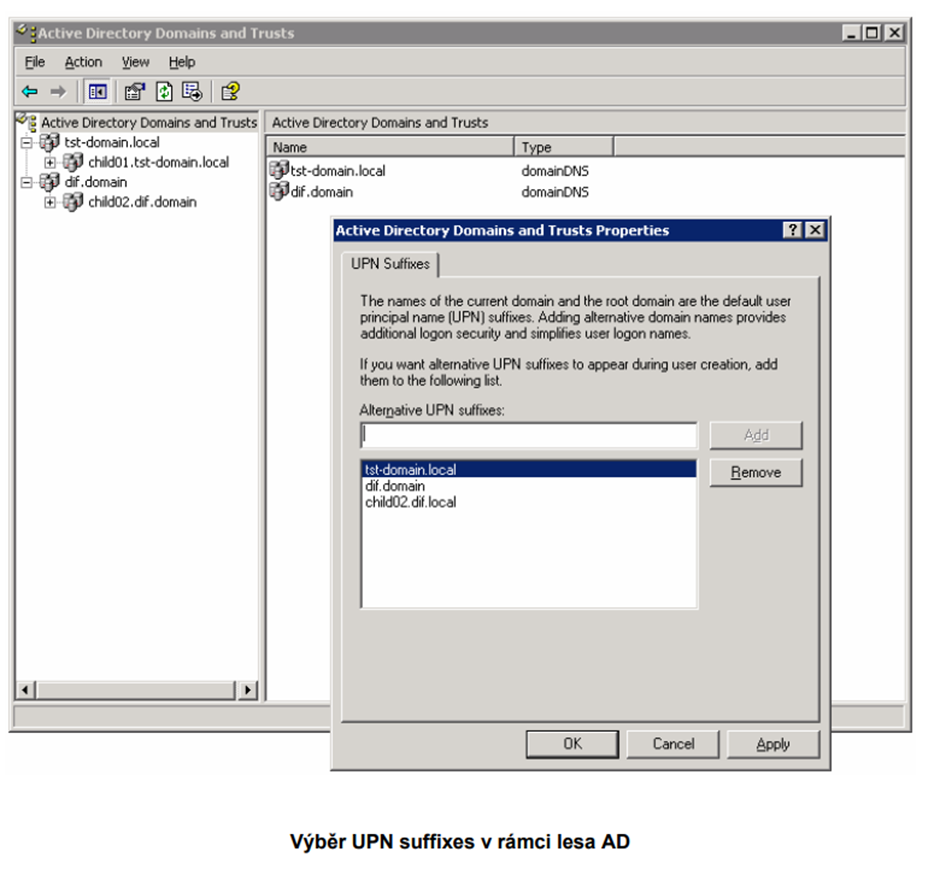 Active Directory Domains and Trusts
File Action View Help
Active Directory Domains and Trusts
tst-domain.local
child01.tst-domain.local
dif.domain
child02.dif.domain
Active Directory Domains and Trusts
Name Type
tst-domain.local domainDNS
dif.domain domainDNS
Active Directory Domains and Trusts Properties
UPN Suffixes
The names of the current domain and the root domain are the default user
principal name (UPN) suffixes. Adding alternative domain names provides
additional logon security and simplifies user logon names.
If you want alternative UPN suffixes to appear during user creation, add
them to the following list.
Alternative UPN suffixes:
Add
tst-domain.local
dif.domain
child02.dif.local
Remove
OK Cancel Apply
Výběr UPN suffixes v rámci lesa AD